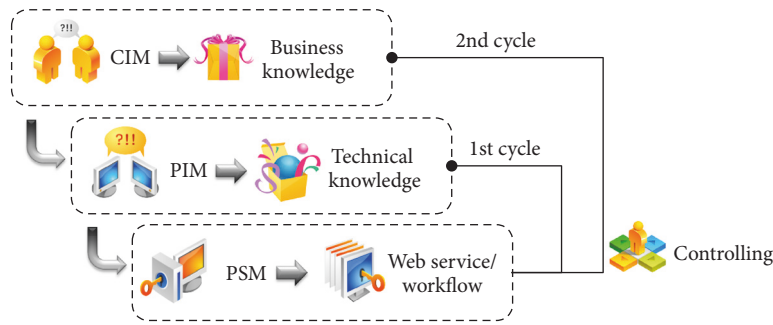 ?!!
CIM
Business
knowledge
2nd cycle
?!!
PIM
Technical
knowledge
1st cycle
PSM
Web service/
workflow
Controlling